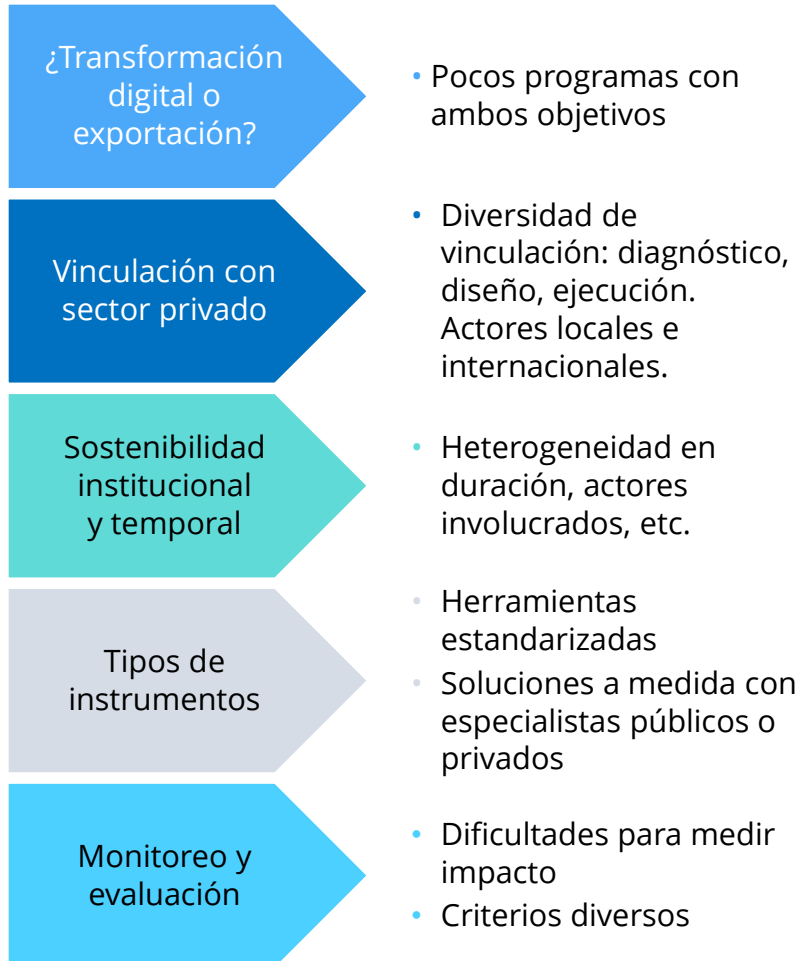 ¿Transformación
digital o
exportación?
• Pocos programas con
ambos objetivos
Vinculación con
sector privado
• Diversidad de
vinculación: diagnóstico,
diseño, ejecución.
Actores locales e
internacionales.
Sostenibilidad
institucional
y temporal
• Heterogeneidad en
duración, actores
involucrados, etc.
Tipos de
instrumentos
• Herramientas
estandarizadas
• Soluciones a medida con
especialistas públicos o
privados
Monitoreo y
evaluación
• Dificultades para medir
impacto
• Criterios diversos